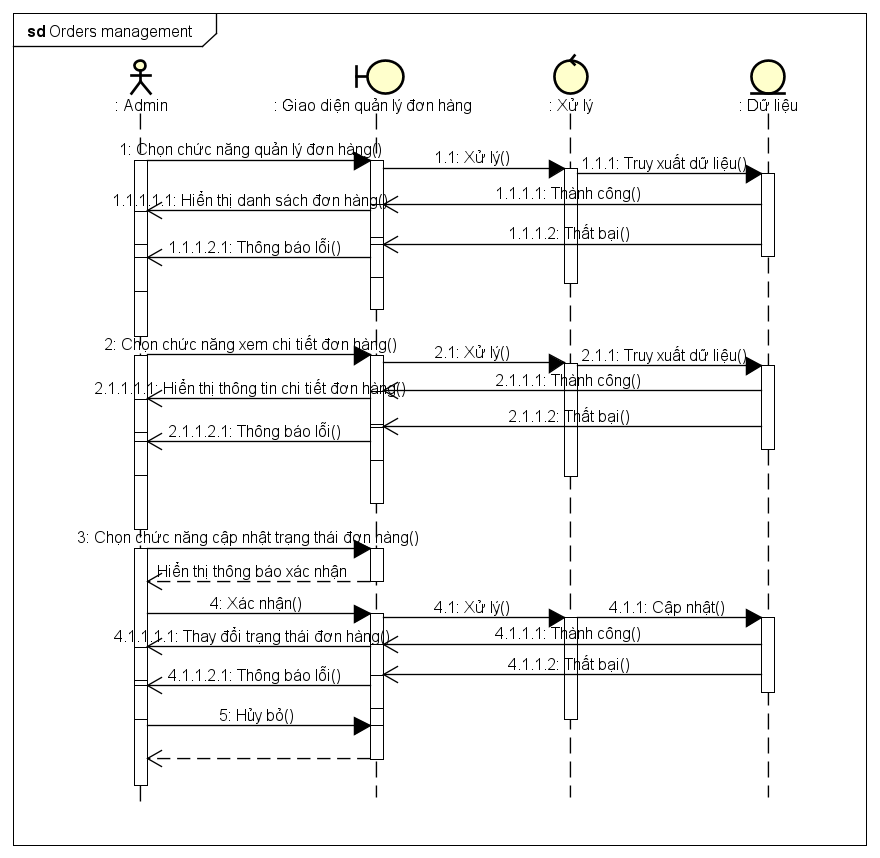 sd Orders management
: Admin
: Giao diện quản lý đơn hàng
: Xử lý
: Dữ liệu
1: Chọn chức năng quản lý đơn hàng()
1.1: Xử lý()
1.1.1: Truy xuất dữ liệu()
1.1.1.1: Thành công()
1.1.1.1.1: Hiển thị danh sách đơn hàng()
1.1.1.2: Thất bại()
1.1.1.2.1: Thông báo lỗi()
2: Chọn chức năng xem chi tiết đơn hàng()
2.1: Xử lý()
2.1.1: Truy xuất dữ liệu()
2.1.1.1: Thành công()
2.1.1.1.1: Hiển thị thông tin chi tiết đơn hàng()
2.1.1.2: Thất bại()
2.1.1.2.1: Thông báo lỗi()
3: Chọn chức năng cập nhật trạng thái đơn hàng()
Hiển thị thông báo xác nhận
4: Xác nhận()
4.1: Xử lý()
4.1.1: Cập nhật()
4.1.1.1: Thành công()
4.1.1.1.1: Thay đổi trạng thái đơn hàng()
4.1.1.2: Thất bại()
4.1.1.2.1: Thông báo lỗi()
5: Hủy bỏ()